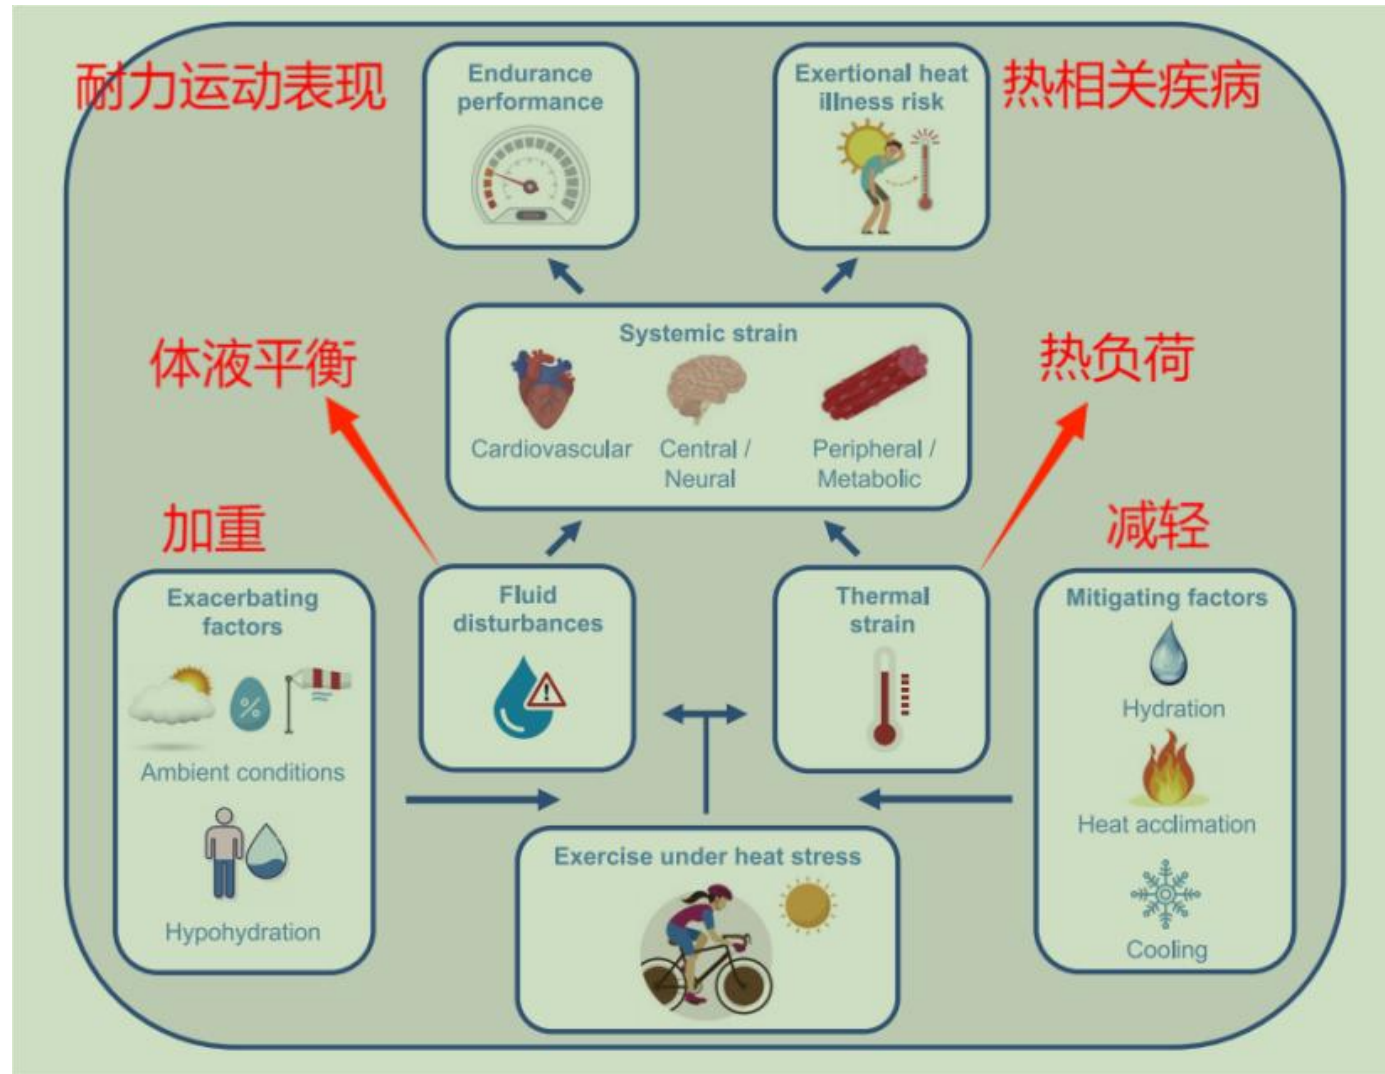 耐力运动表现
Endurance
performance
Exertional heat
illness risk
热相关疾病
体液平衡
Systemic strain
Cardiovascular
Central /
Neural
Peripheral /
Metabolic
热负荷
加重
减轻
Exacerbating
factors
%
Ambient conditions
Hypohydration
Fluid
disturbances
Thermal
strain
Mitigating factors
Hydration
Heat acclimation
Cooling
Exercise under heat stress